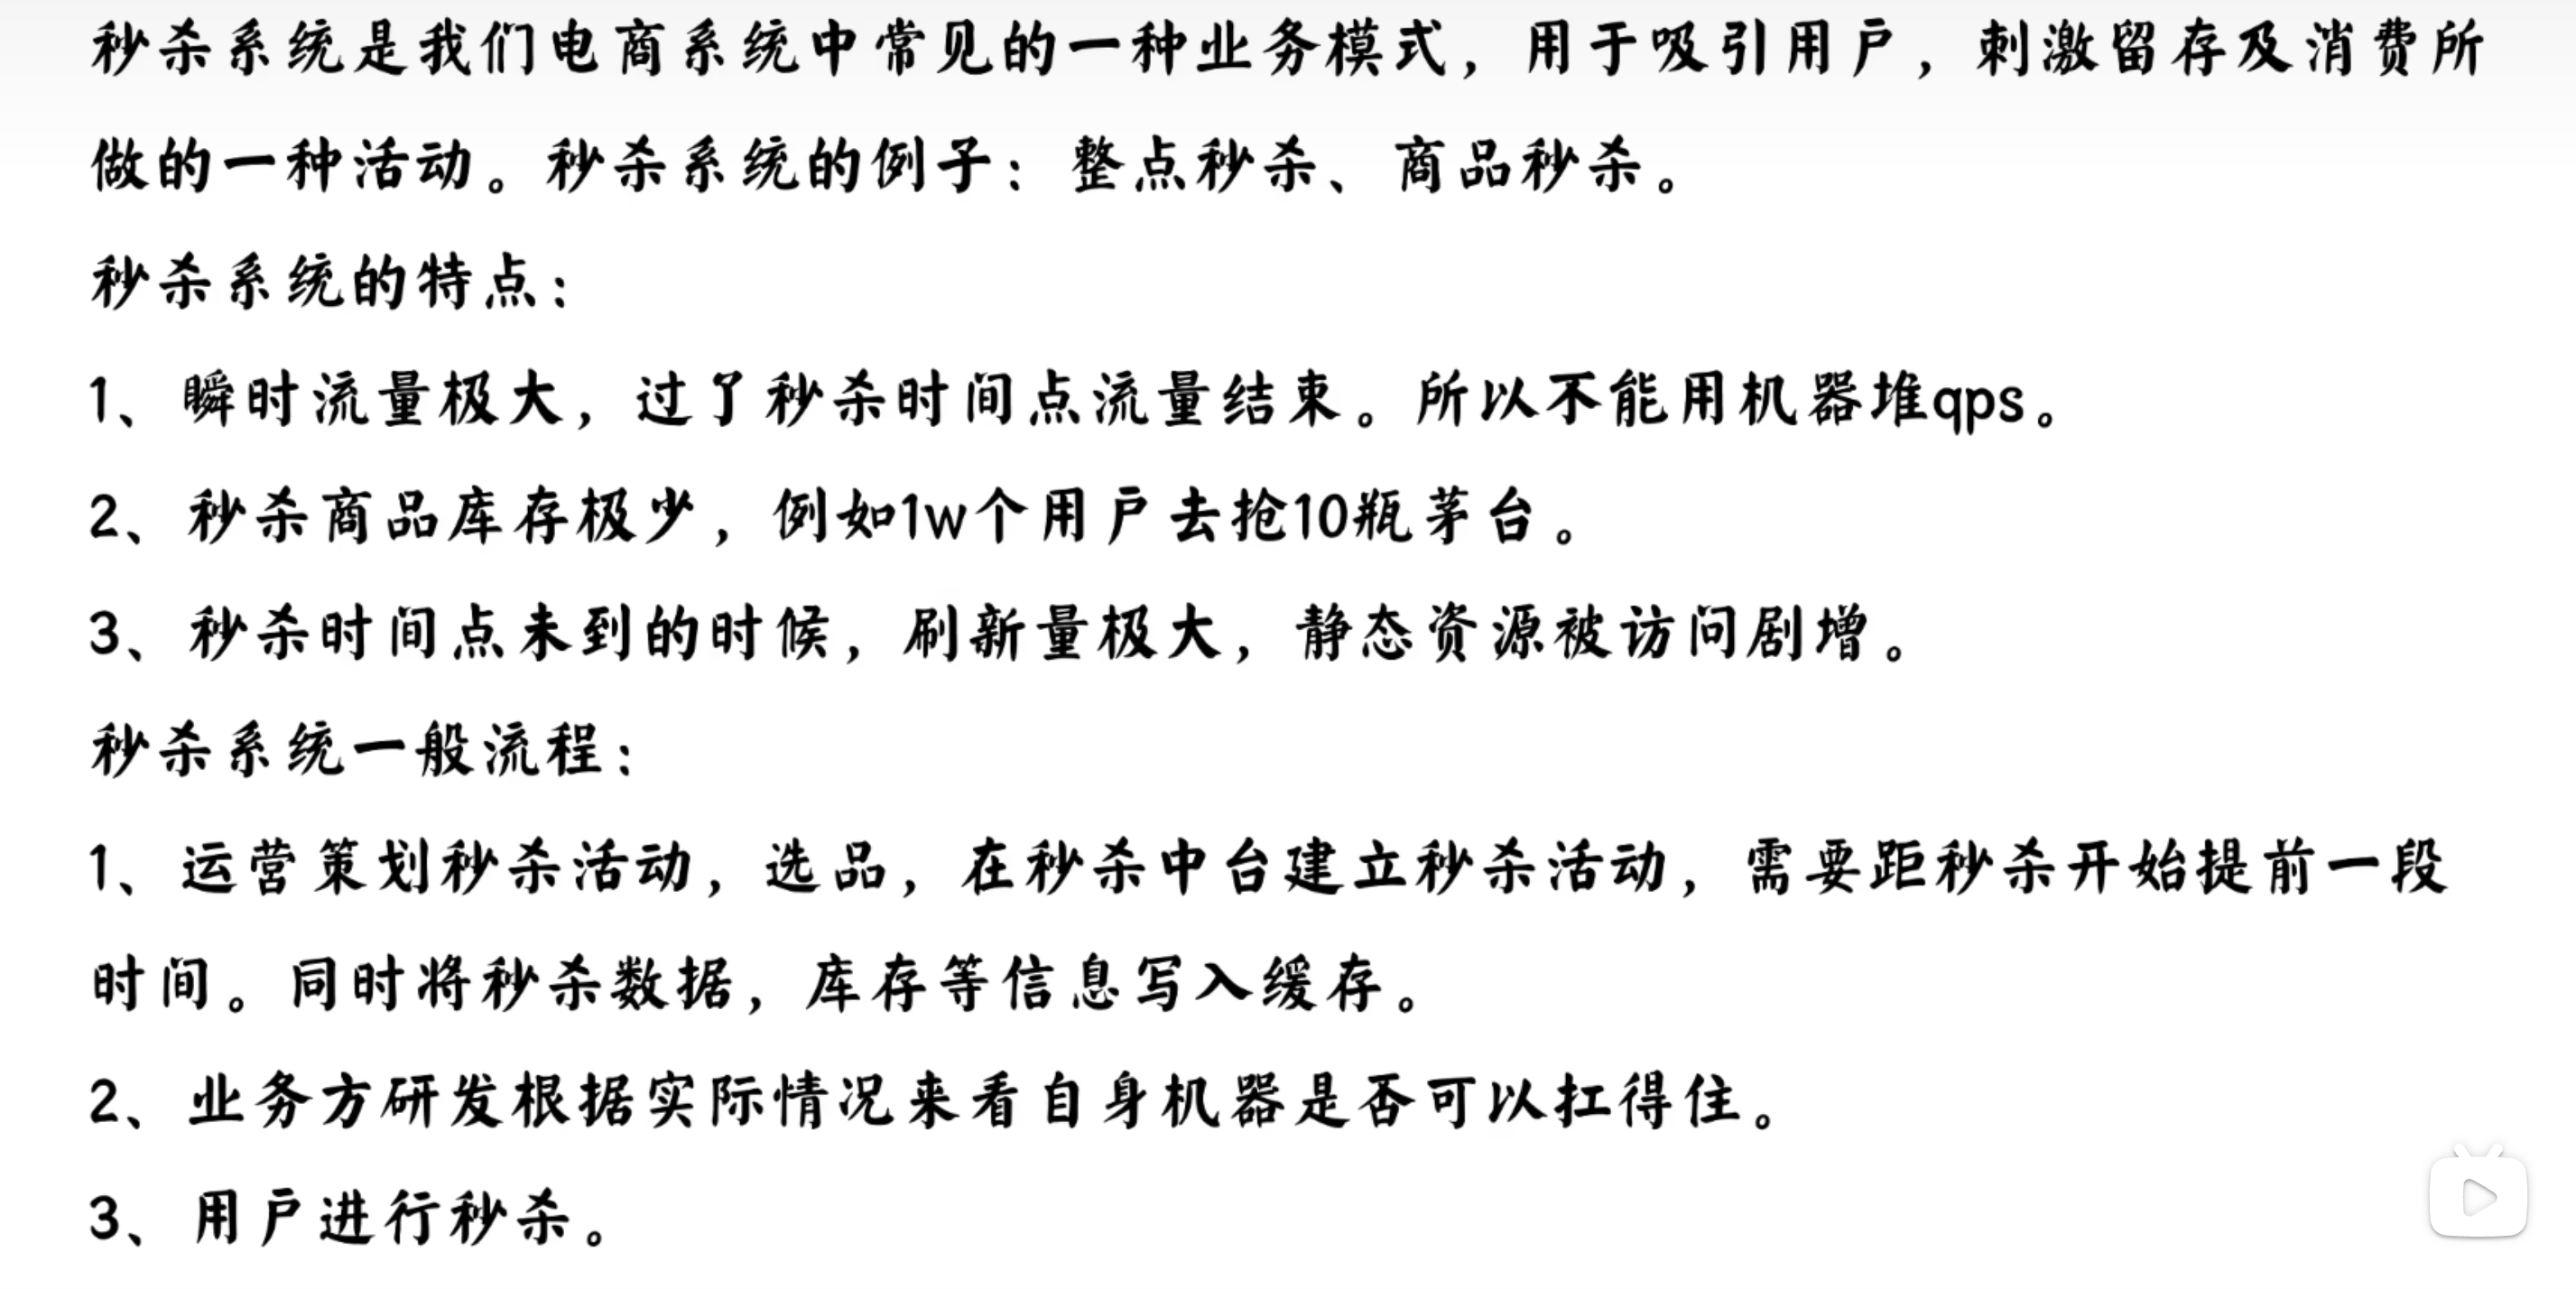 秒杀系统是我们电商系统中常见的一种业务模式，用于吸引用户，刺激留存及消费所
做的一种活动。秒杀系统的例子：整点秒杀、商品秒杀。
秒杀系统的特点：
1、瞬时流量极大，过了秒杀时间点流量结束。所以不能用机器堆qps。
2、秒杀商品库存极少，例如1w个用户去抢10瓶茅台。
3、秒杀时间点未到的时候，刷新量极大，静态资源被访问剧增。
秒杀系统一般流程：
1、运营策划秒杀活动，选品，在秒杀中台建立秒杀活动，需要距秒杀开始提前一段
时间。同时将秒杀数据，库存等信息写入缓存。
2、业务方研发根据实际情况来看自身机器是否可以扛得住。
3、用户进行秒杀。